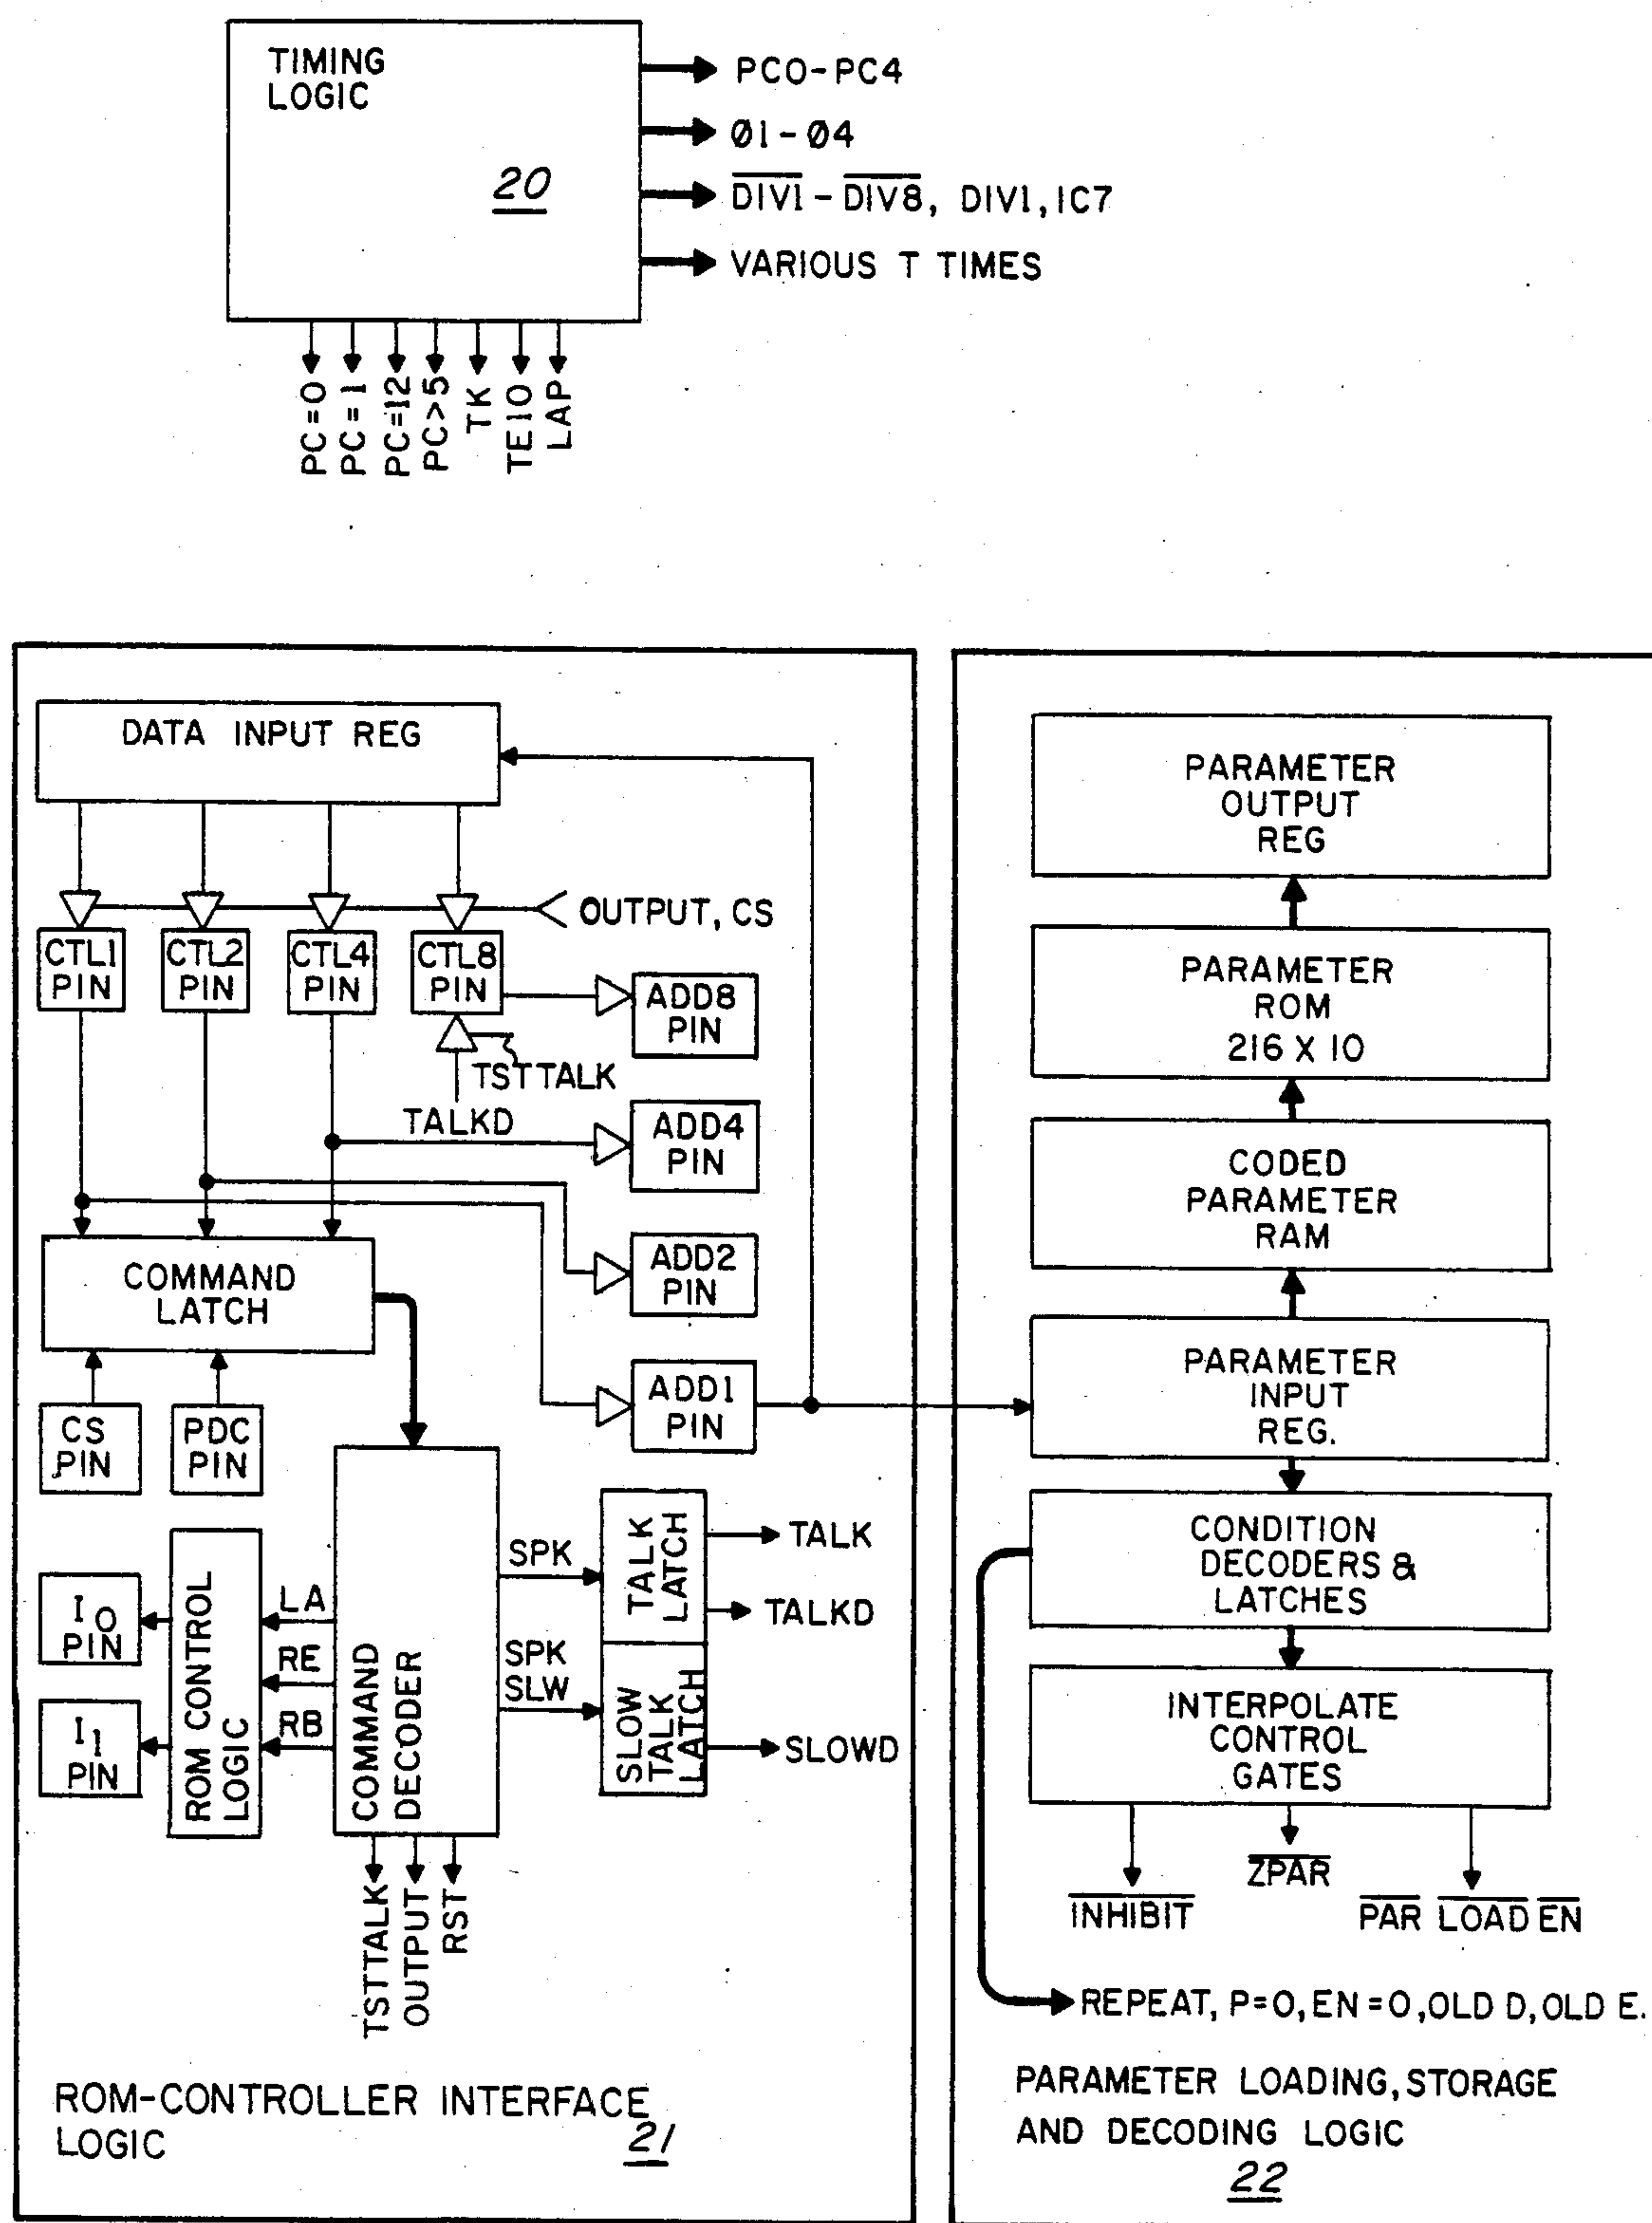 TIMING
LOGIC
20
PC0-PC4
Ø1-Ø4
DIV1-DIV8, DIV1, IC7
VARIOUS T TIMES
PC=0
PC=1
PC=12
PC>5
TK
TE10
LAP
DATA INPUT REG
OUTPUT, CS
CTL1
PIN
CTL2
PIN
CTL4
PIN
CTL8
PIN
ADD8
PIN
TSTTALK
TALKD
ADD4
PIN
ADD2
PIN
ADD1
PIN
COMMAND
LATCH
CS
PIN
PDC
PIN
I0
PIN
I1
PIN
ROM CONTROL
LOGIC
LA
RE
RB
COMMAND
DECODER
SPK
SPK
SLW
TALK
LATCH
SLOW
TALK
LATCH
TALK
TALKD
SLOWD
TSTTALK
OUTPUT
RST
ROM-CONTROLLER INTERFACE
LOGIC
21
PARAMETER
OUTPUT
REG
PARAMETER
ROM
216 X 10
CODED
PARAMETER
RAM
PARAMETER
INPUT
REG.
CONDITION
DECODERS &
LATCHES
INTERPOLATE
CONTROL
GATES
INHIBIT
ZPAR
PAR LOAD EN
REPEAT, P=0, EN=0, OLD D, OLD E.
PARAMETER LOADING, STORAGE
AND DECODING LOGIC
22